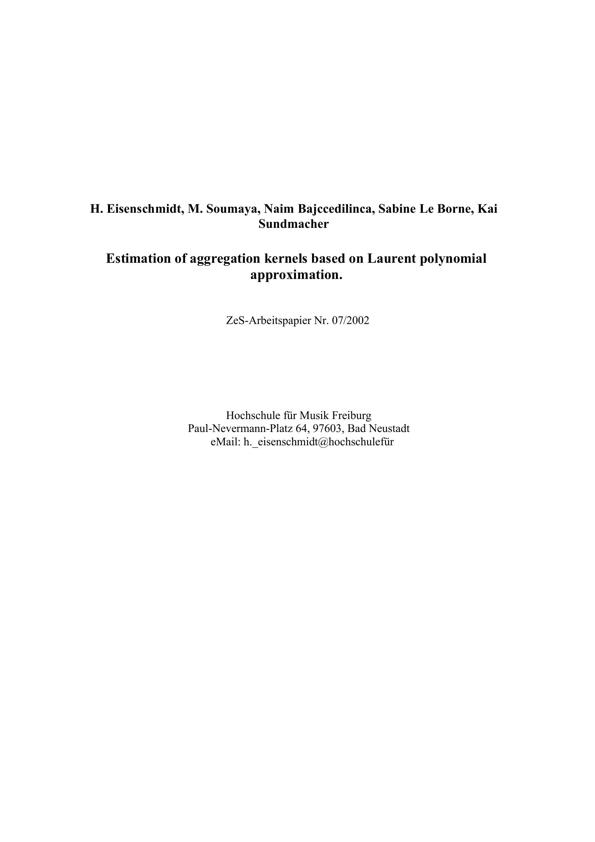 H. Eisenschmidt, M. Soumaya, Naim Bajccedilinca, Sabine Le Borne, Kai
Sundmacher
Estimation of aggregation kernels based on Laurent polynomial
approximation.
ZeS-Arbeitspapier Nr. 07/2002
Hochschule für Musik Freiburg
Paul-Nevermann-Platz 64, 97603, Bad Neustadt
eMail: h._eisenschmidt@hochschulefür